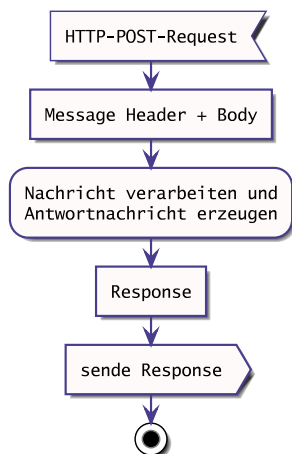 HTTP-POST-Request
Message Header + Body
Nachricht verarbeiten und
Antwortnachricht erzeugen
Response
sende Response